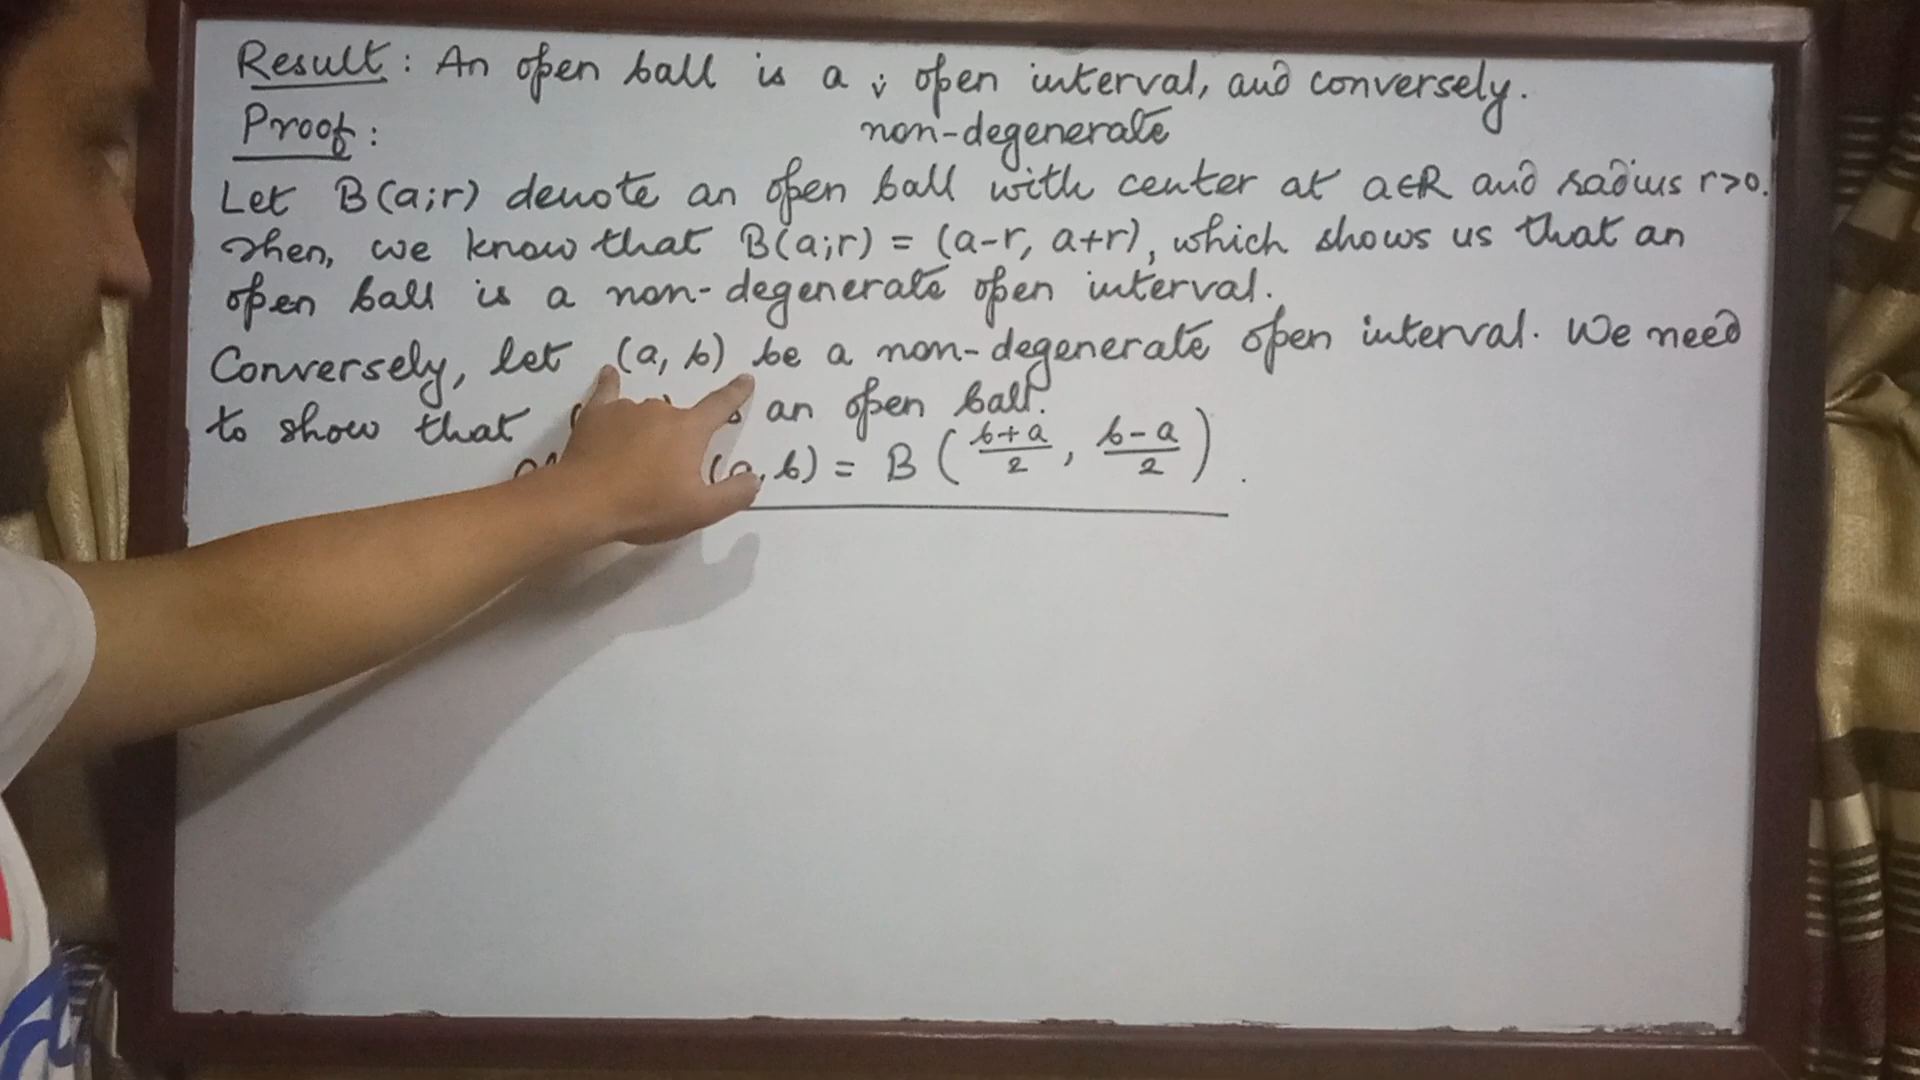 Result: An open ball is a open interval, and conversely.
non-degenerate
Proof:
Let B(a;r) denote an open ball with center at a∈R and radius r>0.
Then, we know that B(a;r) = (a-r, a+r), which shows us that an
open ball is a non-degenerate open interval.
Conversely, let (a, b) be a non-degenerate open interval. We need
to show that an open ball.
(a, b) = B ( b+a/2 , b-a/2 ) .